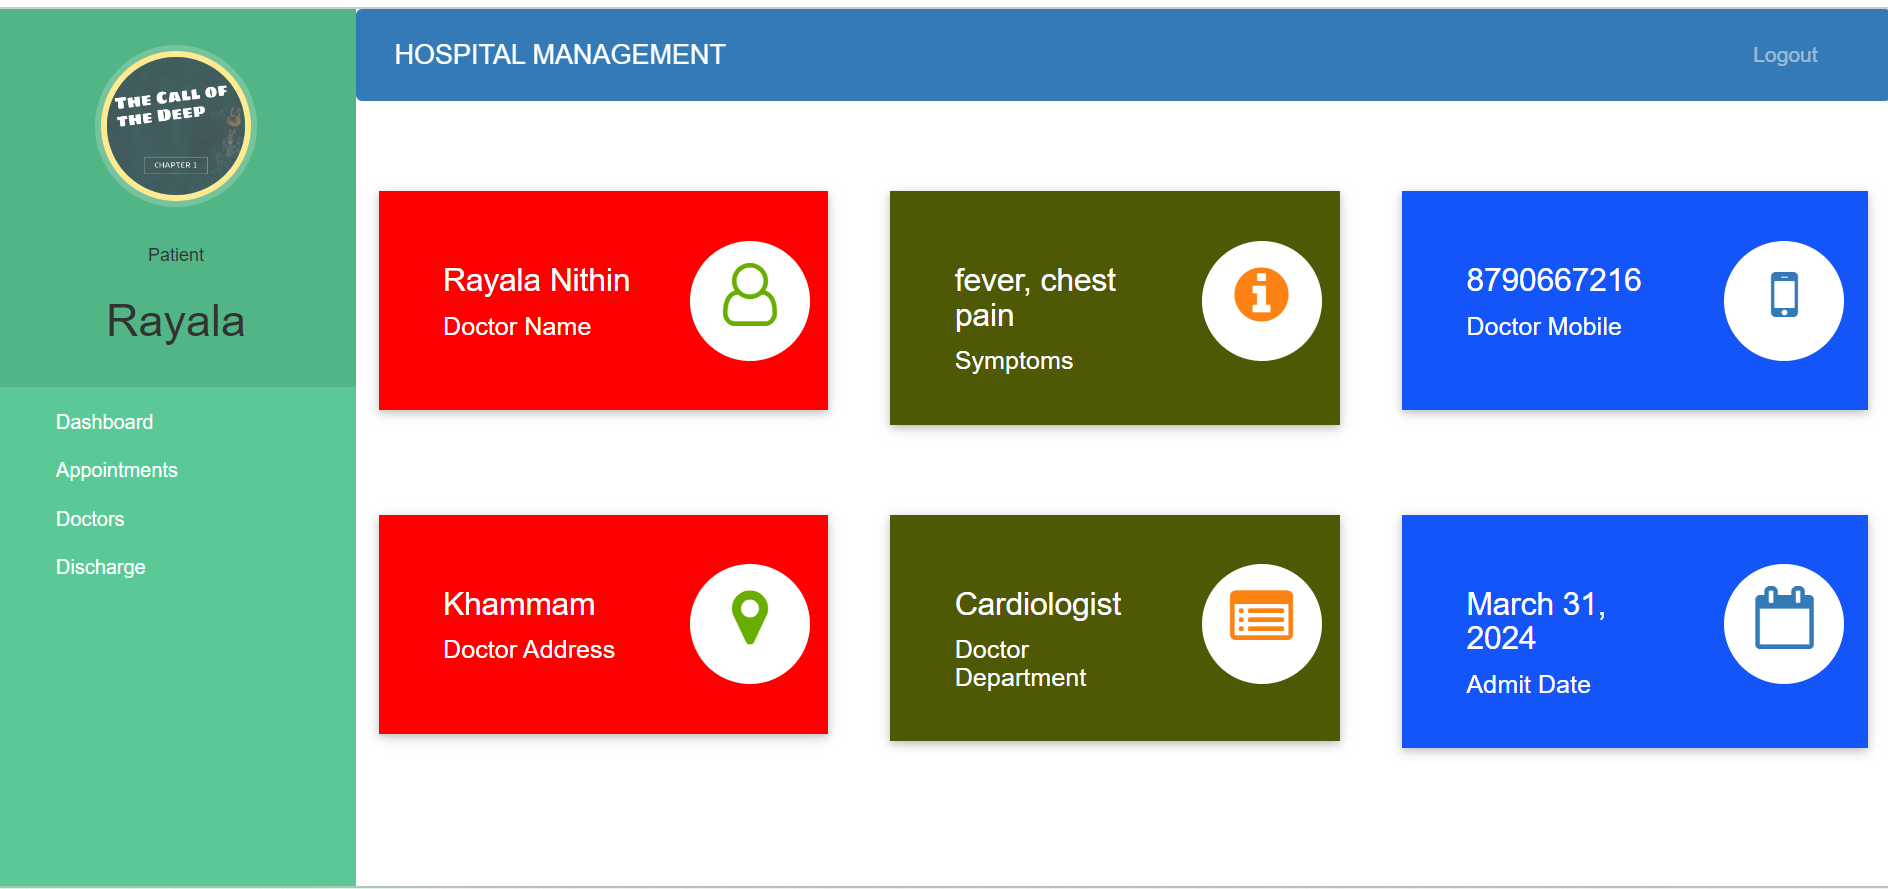 The Call of
the Deep
CHAPTER 1
Patient
Rayala
Dashboard
Appointments
Doctors
Discharge
HOSPITAL MANAGEMENT
Logout
Rayala Nithin
Doctor Name
fever, chest
pain
Symptoms
8790667216
Doctor Mobile
Khammam
Doctor Address
Cardiologist
Doctor
Department
March 31,
2024
Admit Date